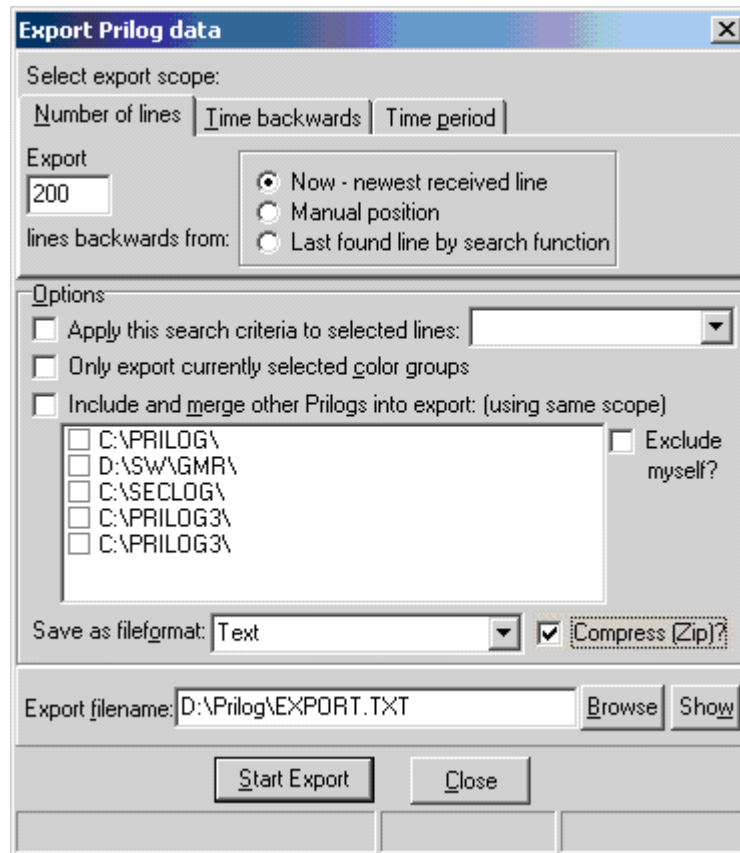 Export Prilog data
Select export scope:
Number of lines
Time backwards
Time period
Export
200
lines backwards from:
Now - newest received line
Manual position
Last found line by search function
Options
Apply this search criteria to selected lines:
Only export currently selected color groups
Include and merge other Prilogs into export: (using same scope)
C:\PRILOG\
D:\SW\GMR\
C:\SECLOG\
C:\PRILOG3\
C:\PRILOG3\
Exclude
myself?
Save as fileformat: Text
Compress (Zip)?
Export filename: D:\Prilog\EXPORT.TXT
Browse
Show
Start Export
Close